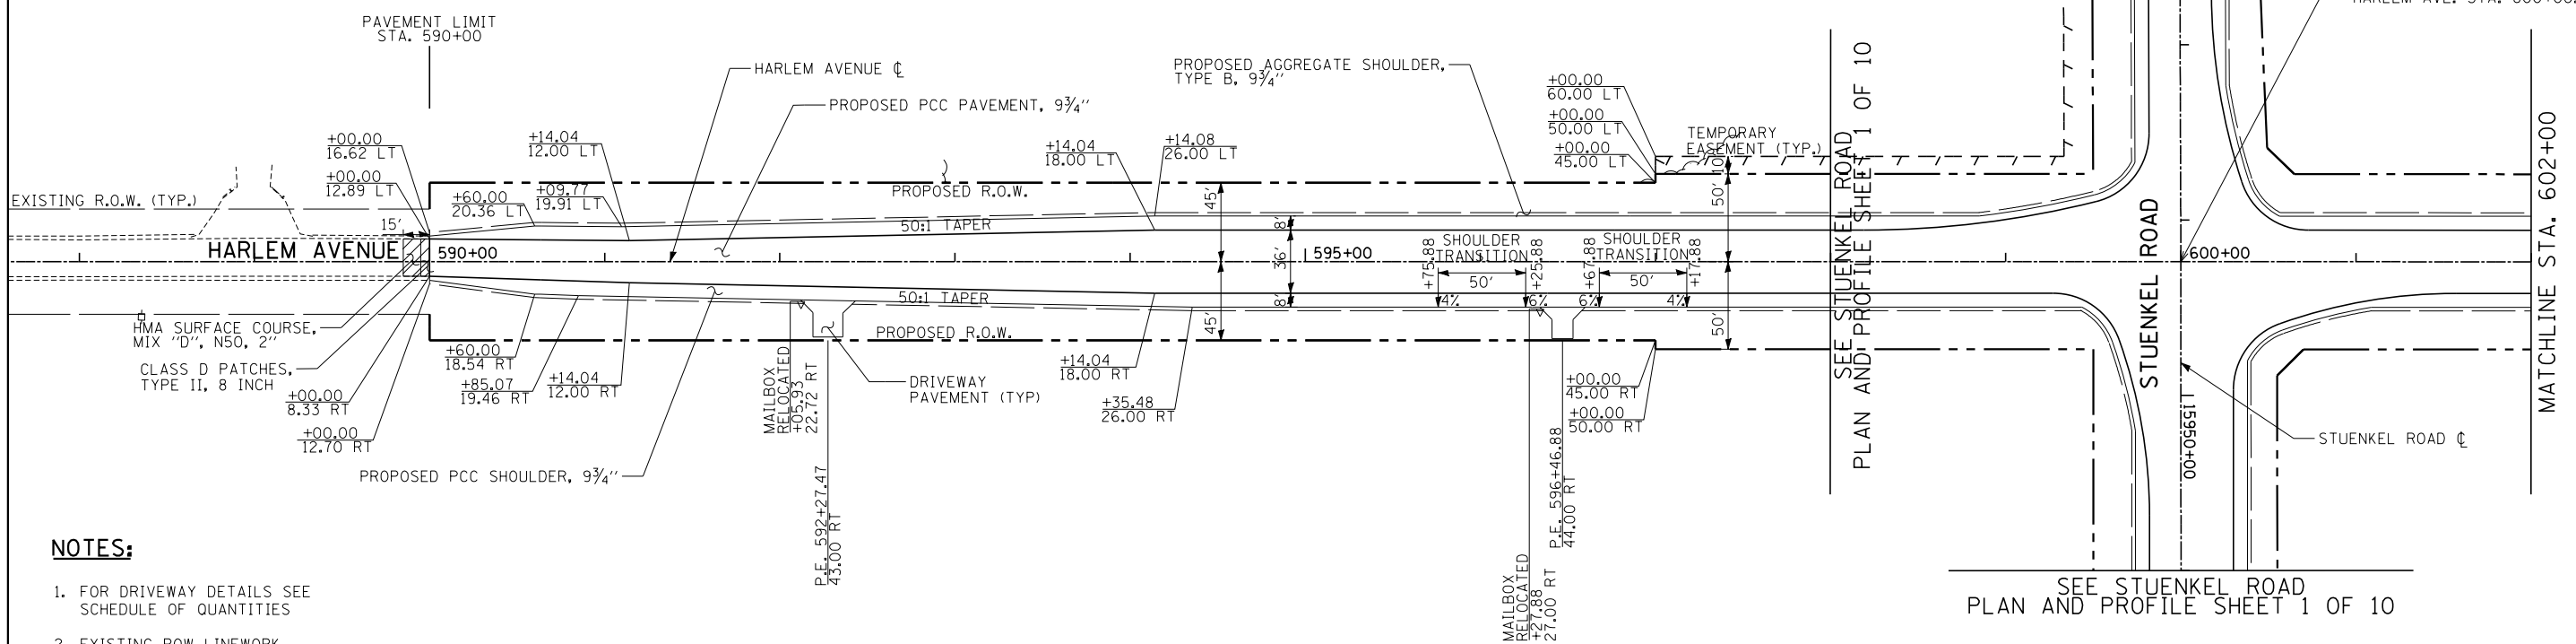 PAVEMENT LIMIT
STA. 590+00
HARLEM AVENUE ℄
PROPOSED PCC PAVEMENT, 9¾"
PROPOSED AGGREGATE SHOULDER,
TYPE B, 9¾"
+00.00
60.00 LT
+00.00
50.00 LT
+00.00
45.00 LT
TEMPORARY
EASEMENT (TYP.)
10'
SEE STUENKEL ROAD
PLAN AND PROFILE SHEET 1 OF 10
MATCHLINE STA. 602+00
+00.00
16.62 LT
+00.00
12.89 LT
+14.04
12.00 LT
+60.00
20.36 LT
+09.77
19.91 LT
+14.04
18.00 LT
+14.08
26.00 LT
EXISTING R.O.W. (TYP.)
PROPOSED R.O.W.
50:1 TAPER
15'
HARLEM AVENUE
590+00
595+00
600+00
45'
8'
36'
8'
45'
50'
50'
SHOULDER
TRANSITION
50'
+75.88
+25.88
4%
6%
SHOULDER
TRANSITION
50'
+67.88
+17.88
6%
4%
STUENKEL ROAD
15950+00
STUENKEL ROAD ℄
50:1 TAPER
PROPOSED R.O.W.
HMA SURFACE COURSE,
MIX "D", N50, 2"
CLASS D PATCHES,
TYPE II, 8 INCH
+00.00
8.33 RT
+00.00
12.70 RT
+60.00
18.54 RT
+85.07
19.46 RT
+14.04
12.00 RT
PROPOSED PCC SHOULDER, 9¾"
MAILBOX
RELOCATED
+05.93
22.72 RT
P.E. 592+27.47
43.00 RT
DRIVEWAY
PAVEMENT (TYP)
+14.04
18.00 RT
+35.48
26.00 RT
MAILBOX
RELOCATED
+27.88
27.00 RT
P.E. 596+46.88
44.00 RT
+00.00
45.00 RT
+00.00
50.00 RT
SEE STUENKEL ROAD
PLAN AND PROFILE SHEET 1 OF 10
NOTES:
1. FOR DRIVEWAY DETAILS SEE
SCHEDULE OF QUANTITIES
2. EXISTING ROW LINEWORK